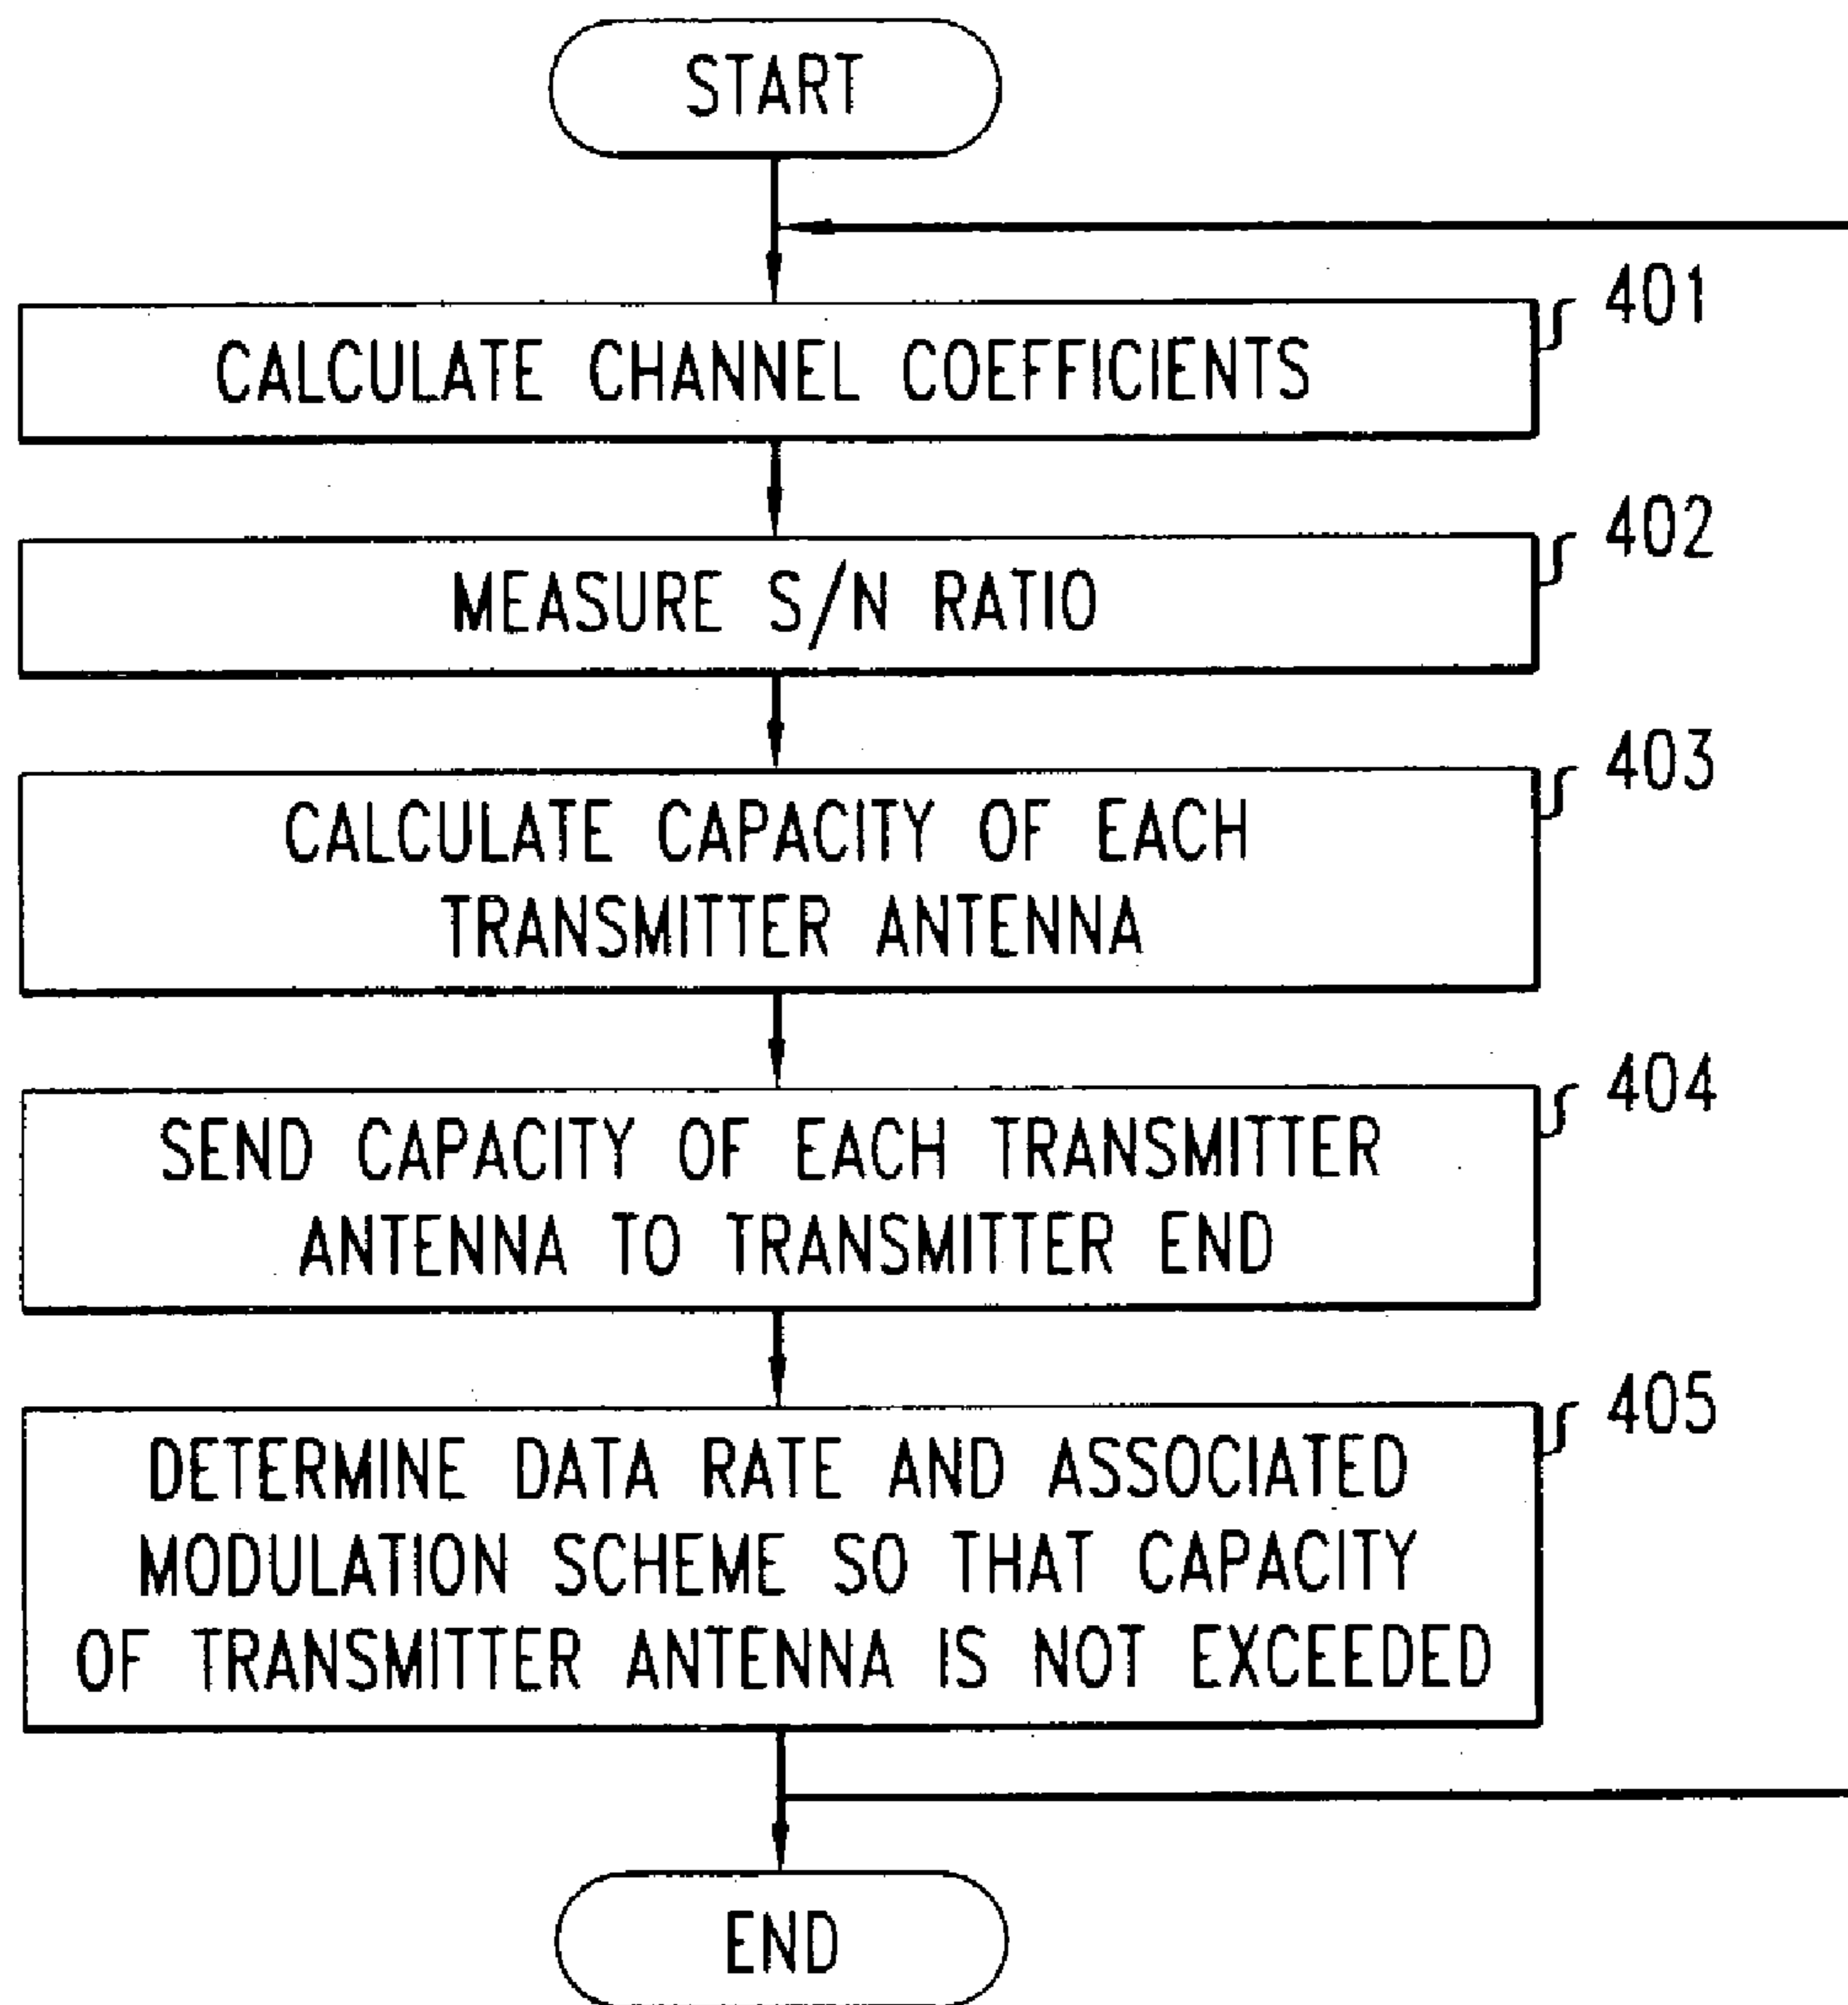 START
401
CALCULATE CHANNEL COEFFICIENTS
402
MEASURE S/N RATIO
403
CALCULATE CAPACITY OF EACH
TRANSMITTER ANTENNA
404
SEND CAPACITY OF EACH TRANSMITTER
ANTENNA TO TRANSMITTER END
405
DETERMINE DATA RATE AND ASSOCIATED
MODULATION SCHEME SO THAT CAPACITY
OF TRANSMITTER ANTENNA IS NOT EXCEEDED
END